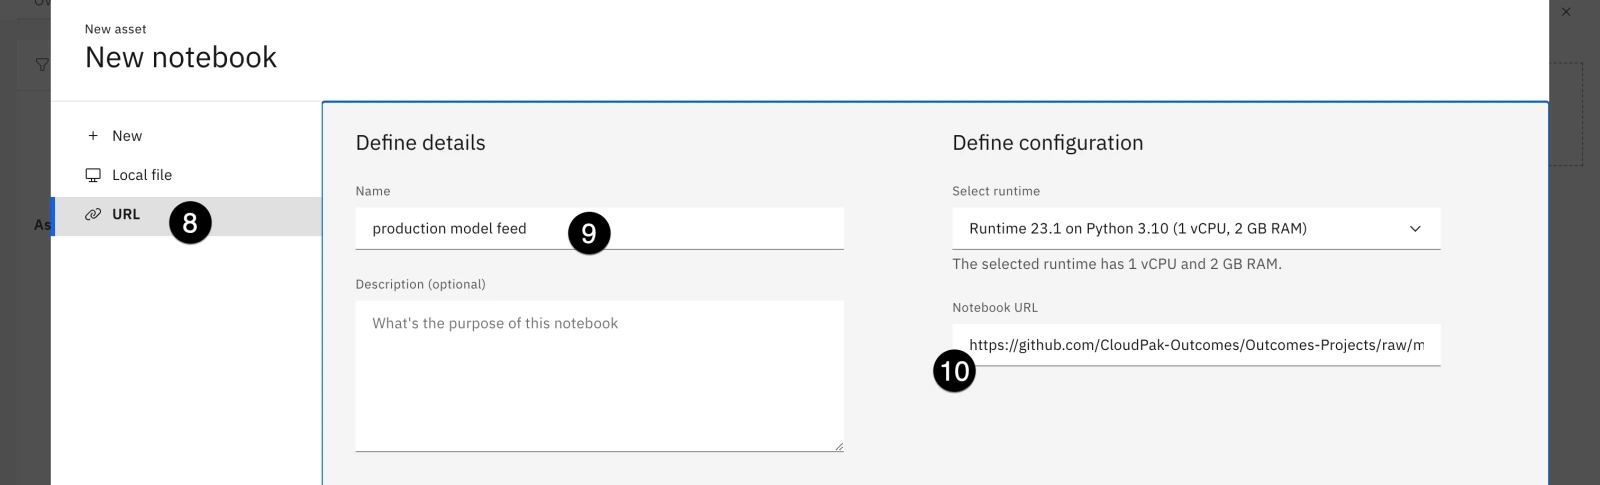 New asset
New notebook
New
Local file
URL
8
Define details
Name
production model feed
9
Description (optional)
What's the purpose of this notebook
Define configuration
Select runtime
Runtime 23.1 on Python 3.10 (1 vCPU, 2 GB RAM)
The selected runtime has 1 vCPU and 2 GB RAM.
Notebook URL
https://github.com/CloudPak-Outcomes/Outcomes-Projects/raw/m
10
As